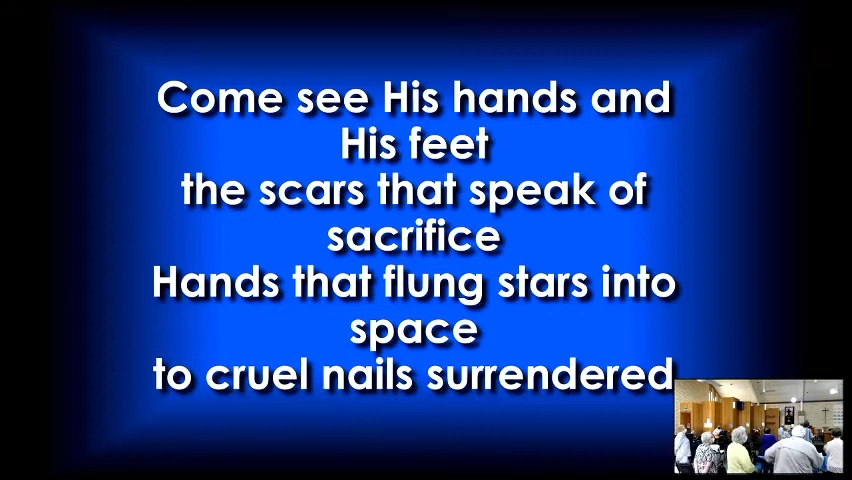 Come see His hands and
His feet
the scars that speak of
sacrifice
Hands that flung stars into
space
to cruel nails surrendered